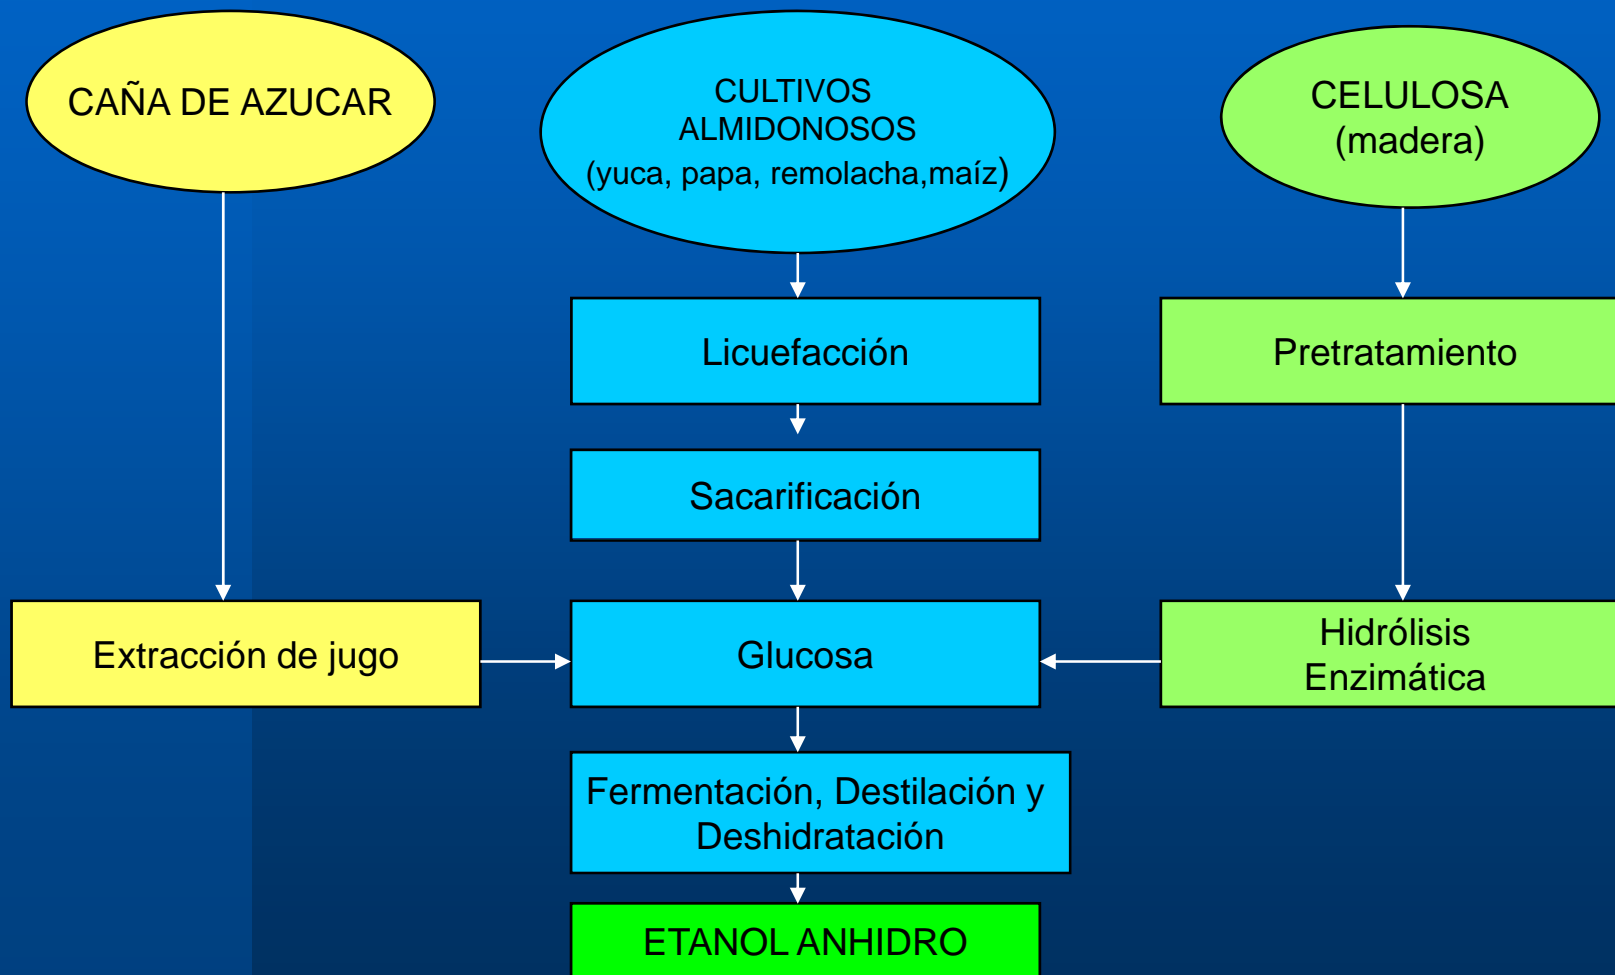 CAÑA DE AZUCAR
CULTIVOS
ALMIDONOSOS
(yuca, papa, remolacha,maíz)
CELULOSA
(madera)
Licuefacción
Pretratamiento
Sacarificación
Extracción de jugo
Glucosa
Hidrólisis
Enzimática
Fermentación, Destilación y
Deshidratación
ETANOL ANHIDRO